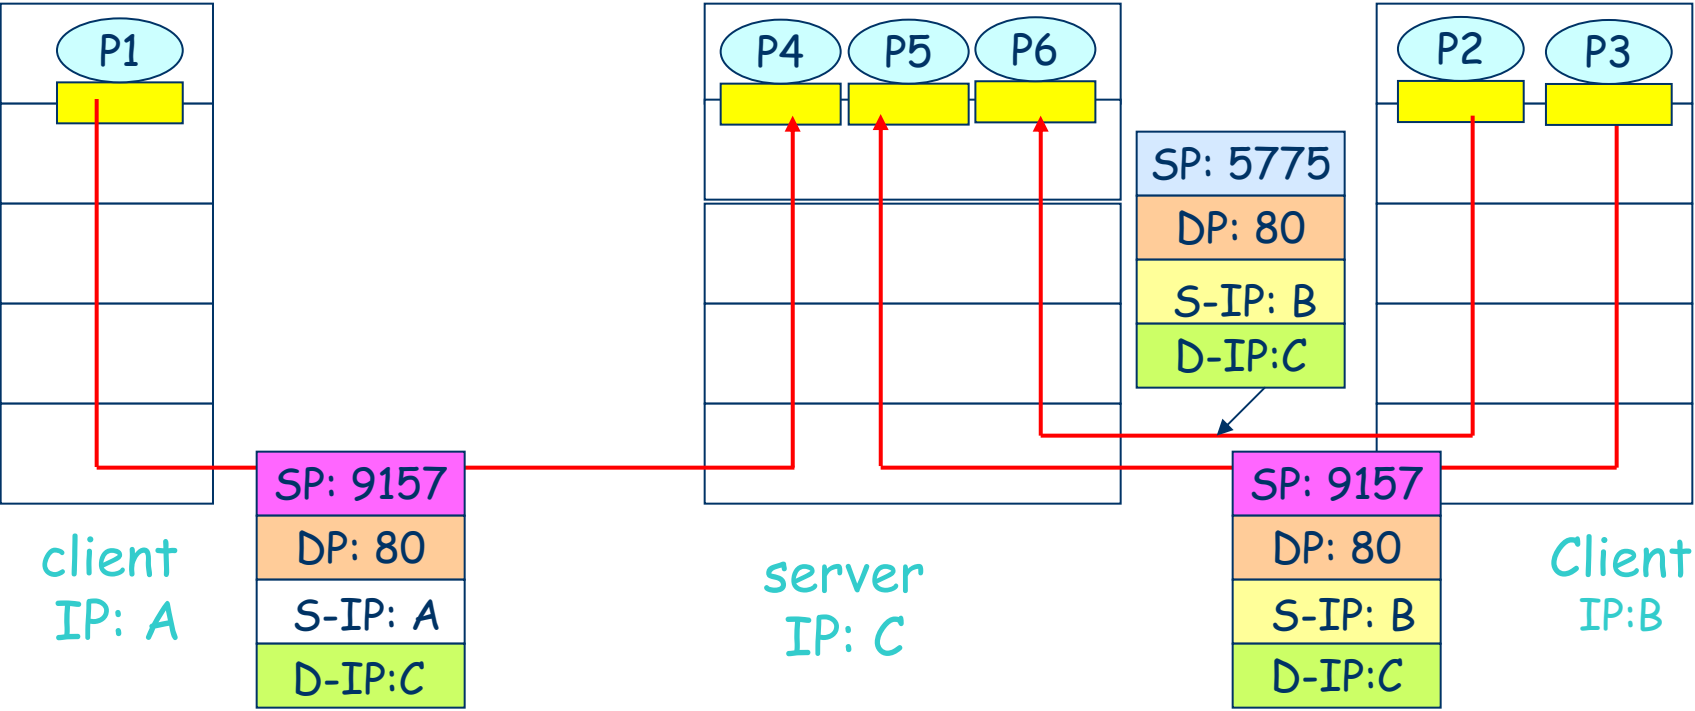 P1
P4
P5
P6
P2
P3
SP: 5775
DP: 80
S-IP: B
D-IP:C
SP: 9157
DP: 80
S-IP: A
D-IP:C
SP: 9157
DP: 80
S-IP: B
D-IP:C
client
IP: A
server
IP: C
Client
IP:B